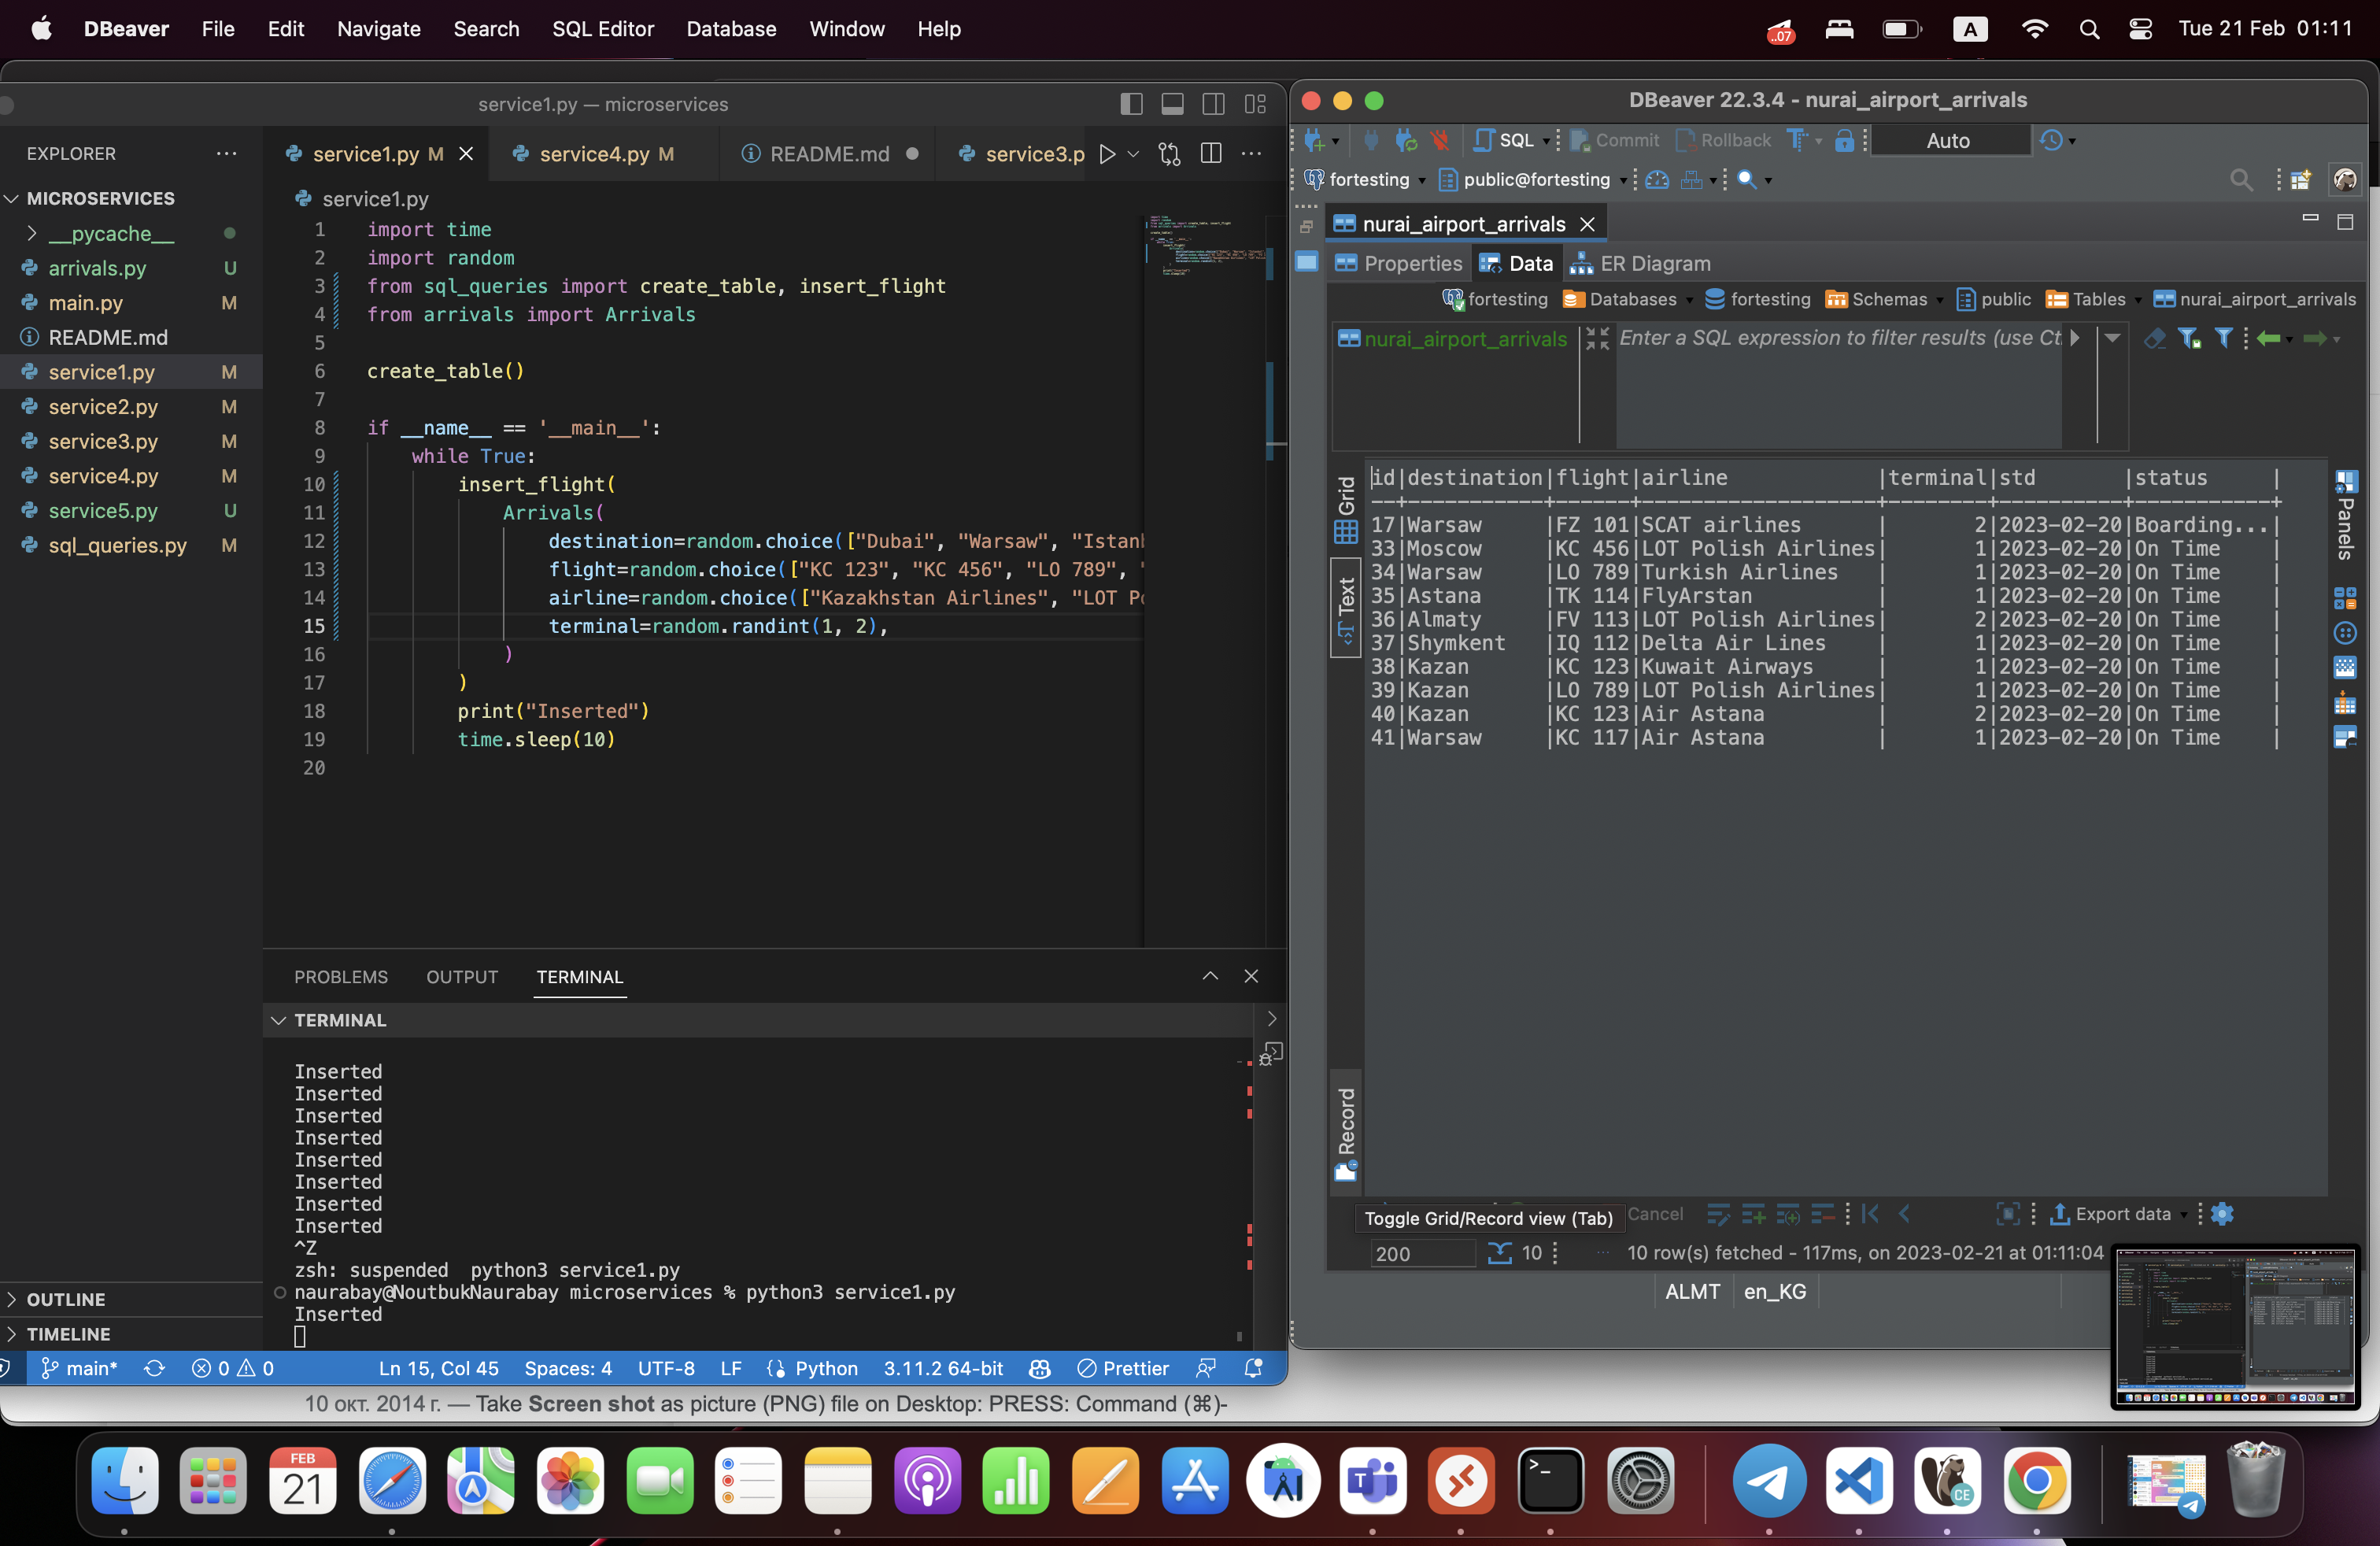 DBeaver File Edit Navigate Search SQL Editor Database Window Help
..07 A Tue 21 Feb 01:11
service1.py — microservices
EXPLORER
MICROSERVICES
__pycache__
arrivals.py U
main.py M
README.md
service1.py M
service2.py M
service3.py M
service4.py M
service5.py U
sql_queries.py M
OUTLINE
TIMELINE
service1.py M service4.py M README.md service3.p
service1.py
1 import time
2 import random
3 from sql_queries import create_table, insert_flight
4 from arrivals import Arrivals
5
6 create_table()
7
8 if __name__ == '__main__':
9 while True:
10 insert_flight(
11 Arrivals(
12 destination=random.choice(["Dubai", "Warsaw", "Istanb
13 flight=random.choice(["KC 123", "KC 456", "LO 789", "
14 airline=random.choice(["Kazakhstan Airlines", "LOT Po
15 terminal=random.randint(1, 2),
16 )
17 )
18 print("Inserted")
19 time.sleep(10)
20
PROBLEMS OUTPUT TERMINAL
TERMINAL
Inserted
Inserted
Inserted
Inserted
Inserted
Inserted
Inserted
Inserted
^Z
zsh: suspended python3 service1.py
naurabay@NoutbukNaurabay microservices % python3 service1.py
Inserted
main* 0 0 Ln 15, Col 45 Spaces: 4 UTF-8 LF Python 3.11.2 64-bit Prettier
10 окт. 2014 г. — Take Screen shot as picture (PNG) file on Desktop: PRESS: Command (⌘)-
DBeaver 22.3.4 - nurai_airport_arrivals
SQL Commit Rollback Auto
fortesting public@fortesting
nurai_airport_arrivals
Properties Data ER Diagram
fortesting Databases fortesting Schemas public Tables nurai_airport_arrivals
nurai_airport_arrivals Enter a SQL expression to filter results (use Ct
Grid
Text
Record
Panels
id|destination|flight|airline |terminal|std |status |
--+-----------+------+-------------------+--------+----------+-----------+
17|Warsaw |FZ 101|SCAT airlines | 2|2023-02-20|Boarding...|
33|Moscow |KC 456|LOT Polish Airlines| 1|2023-02-20|On Time |
34|Warsaw |LO 789|Turkish Airlines | 1|2023-02-20|On Time |
35|Astana |TK 114|FlyArstan | 1|2023-02-20|On Time |
36|Almaty |FV 113|LOT Polish Airlines| 2|2023-02-20|On Time |
37|Shymkent |IQ 112|Delta Air Lines | 1|2023-02-20|On Time |
38|Kazan |KC 123|Kuwait Airways | 1|2023-02-20|On Time |
39|Kazan |LO 789|LOT Polish Airlines| 1|2023-02-20|On Time |
40|Kazan |KC 123|Air Astana | 2|2023-02-20|On Time |
41|Warsaw |KC 117|Air Astana | 1|2023-02-20|On Time |
Toggle Grid/Record view (Tab) Cancel Export data
200 10 10 row(s) fetched - 117ms, on 2023-02-21 at 01:11:04
ALMT en_KG
FEB
21
CE